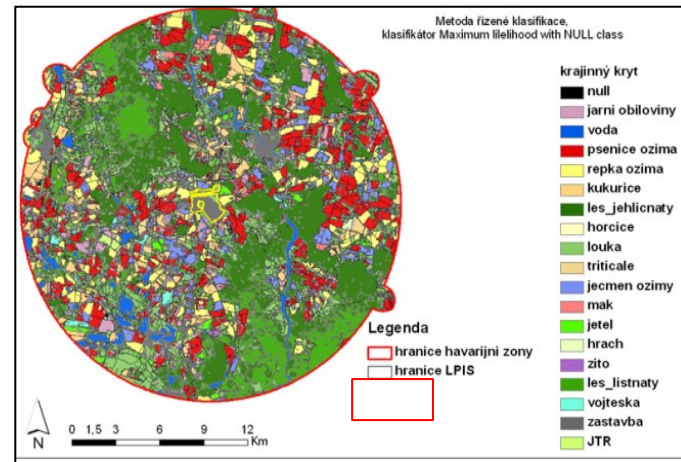 Metoda řízené klasifikace,
klasifikátor Maximum lilelihood with NULL class
krajinný kryt
null
jarni obiloviny
voda
psenice ozima
repka ozima
kukurice
les_jehlicnaty
horcice
louka
triticale
jecmen ozimy
mak
jetel
hrach
zito
les_listnaty
vojteska
zastavba
JTR
Legenda
hranice havarijni zony
hranice LPIS
N
0 1,5 3 6 9 12
Km